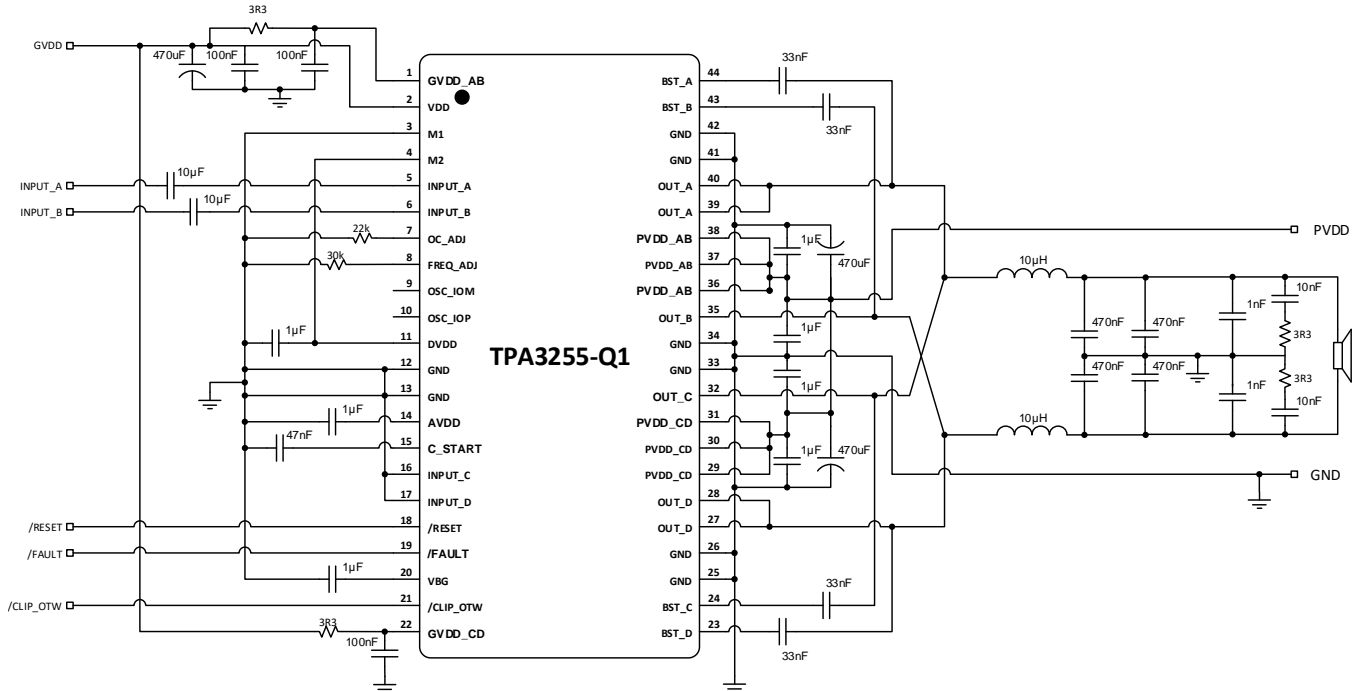 3R3
GVDD
470uF
100nF
100nF
33nF
1
GVDD_AB
2
VDD
3
M1
4
M2
INPUT_A
10µF
5
INPUT_A
INPUT_B
10µF
6
INPUT_B
22k
7
OC_ADJ
30k
8
FREQ_ADJ
9
OSC_IOM
10
OSC_IOP
1µF
11
DVDD
12
GND
13
GND
1µF
14
AVDD
47nF
15
C_START
16
INPUT_C
17
INPUT_D
/RESET
18
/RESET
/FAULT
19
/FAULT
1µF
20
VBG
/CLIP_OTW
21
/CLIP_OTW
3R3
22
GVDD_CD
100nF
TPA3255-Q1
BST_A
44
BST_B
43
33nF
GND
42
GND
41
OUT_A
40
OUT_A
39
PVDD_AB
38
PVDD_AB
37
PVDD_AB
36
OUT_B
35
GND
34
GND
33
OUT_C
32
PVDD_CD
31
PVDD_CD
30
PVDD_CD
29
OUT_D
28
OUT_D
27
GND
26
GND
25
BST_C
24
33nF
BST_D
23
33nF
1µF
470uF
1µF
1µF
1µF
470uF
PVDD
10µH
470nF
470nF
1nF
10nF
3R3
470nF
470nF
1nF
3R3
10nF
10µH
GND